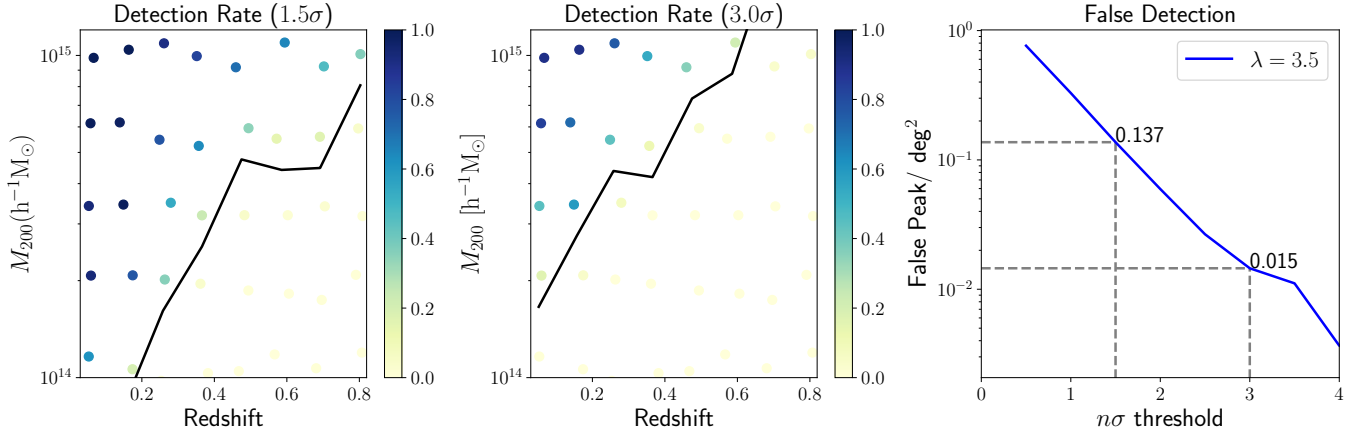 Detection Rate (1.5σ)
10^15
10^14
M_200(h^−1M_⊙)
0.2 0.4 0.6 0.8
Redshift
1.0
0.8
0.6
0.4
0.2
0.0
Detection Rate (3.0σ)
10^15
10^14
M_200 [h^−1M_⊙]
0.2 0.4 0.6 0.8
Redshift
1.0
0.8
0.6
0.4
0.2
0.0
False Detection
λ = 3.5
10^0
10^−1
10^−2
False Peak/ deg^2
0.137
0.015
0 1 2 3 4
nσ threshold